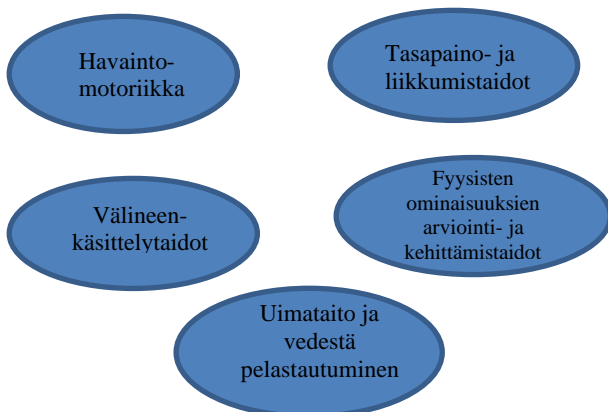 Havainto-
motoriikka
Tasapaino- ja
liikkumistaidot
Välineen-
käsittelytaidot
Fyysisten
ominaisuuksien
arviointi- ja
kehittämistaidot
Uimataito ja
vedestä
pelastautuminen